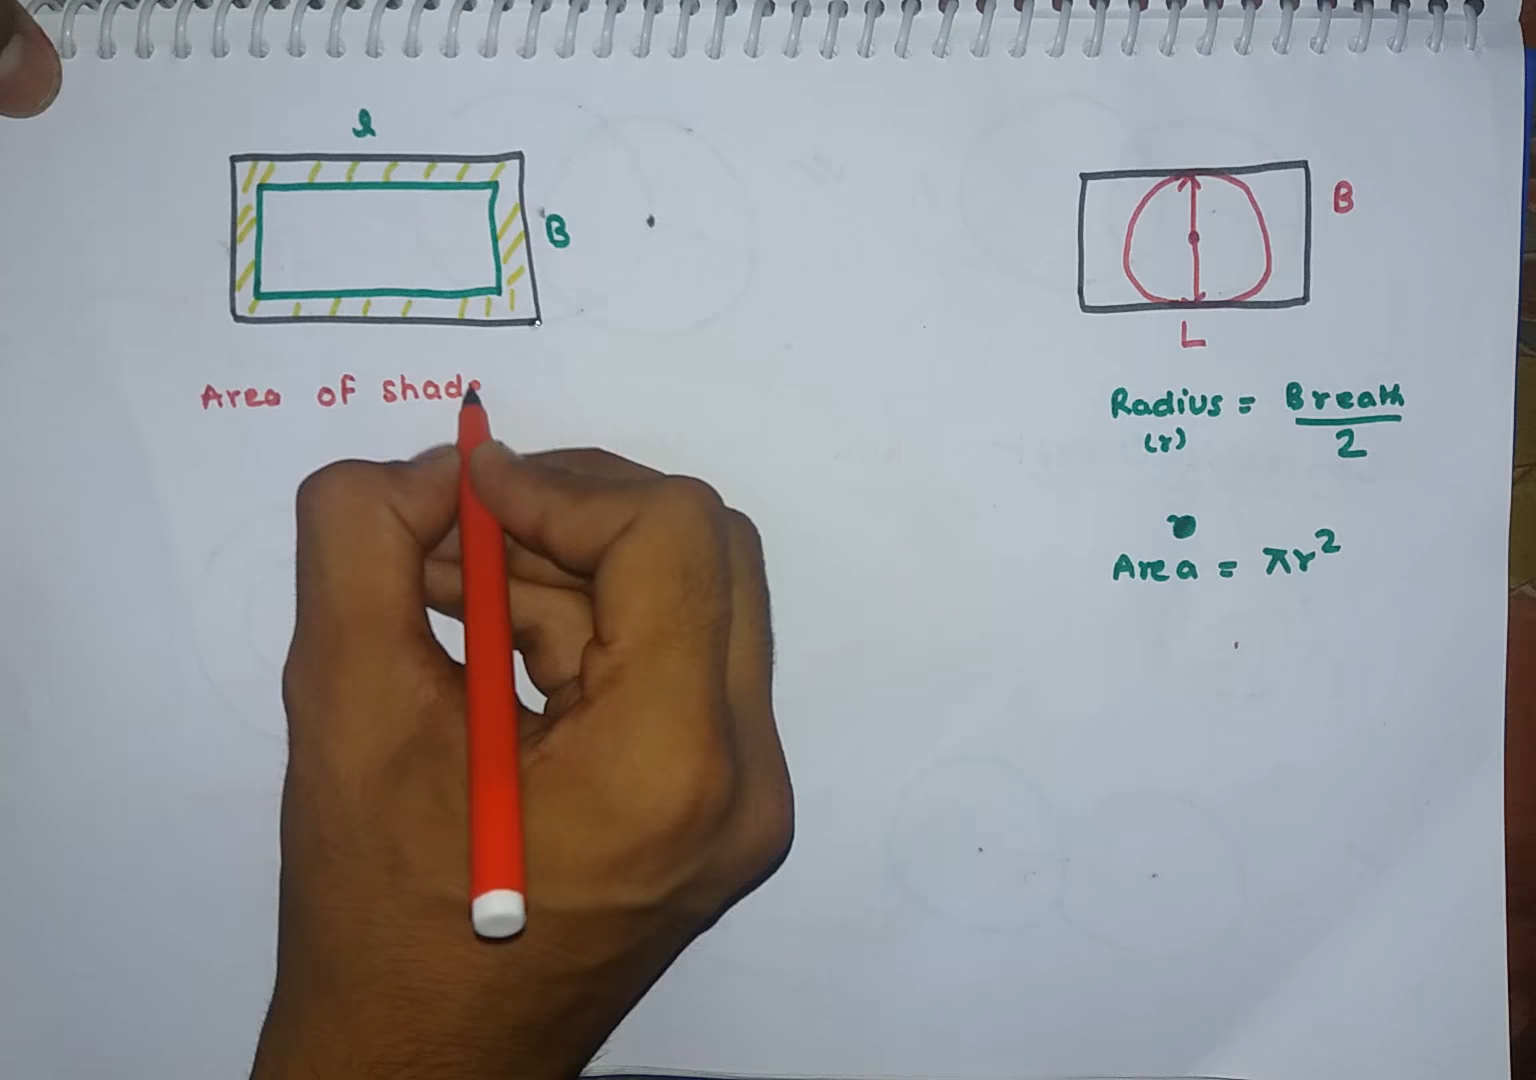 l
B
Area of shade
B
L
Radius = Breath
(r) 2
Area = πr²